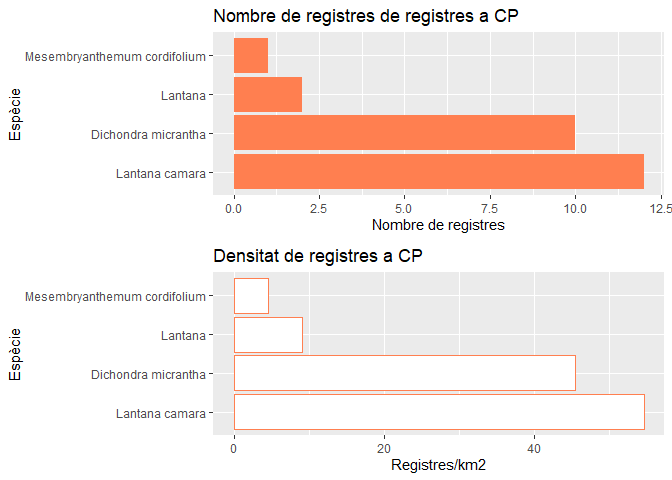 Nombre de registres de registres a CP
Espècie
Mesembryanthemum cordifolium
Lantana
Dichondra micrantha
Lantana camara
0.0 2.5 5.0 7.5 10.0 12.5
Nombre de registres
Densitat de registres a CP
Espècie
Mesembryanthemum cordifolium
Lantana
Dichondra micrantha
Lantana camara
0 20 40
Registres/km2